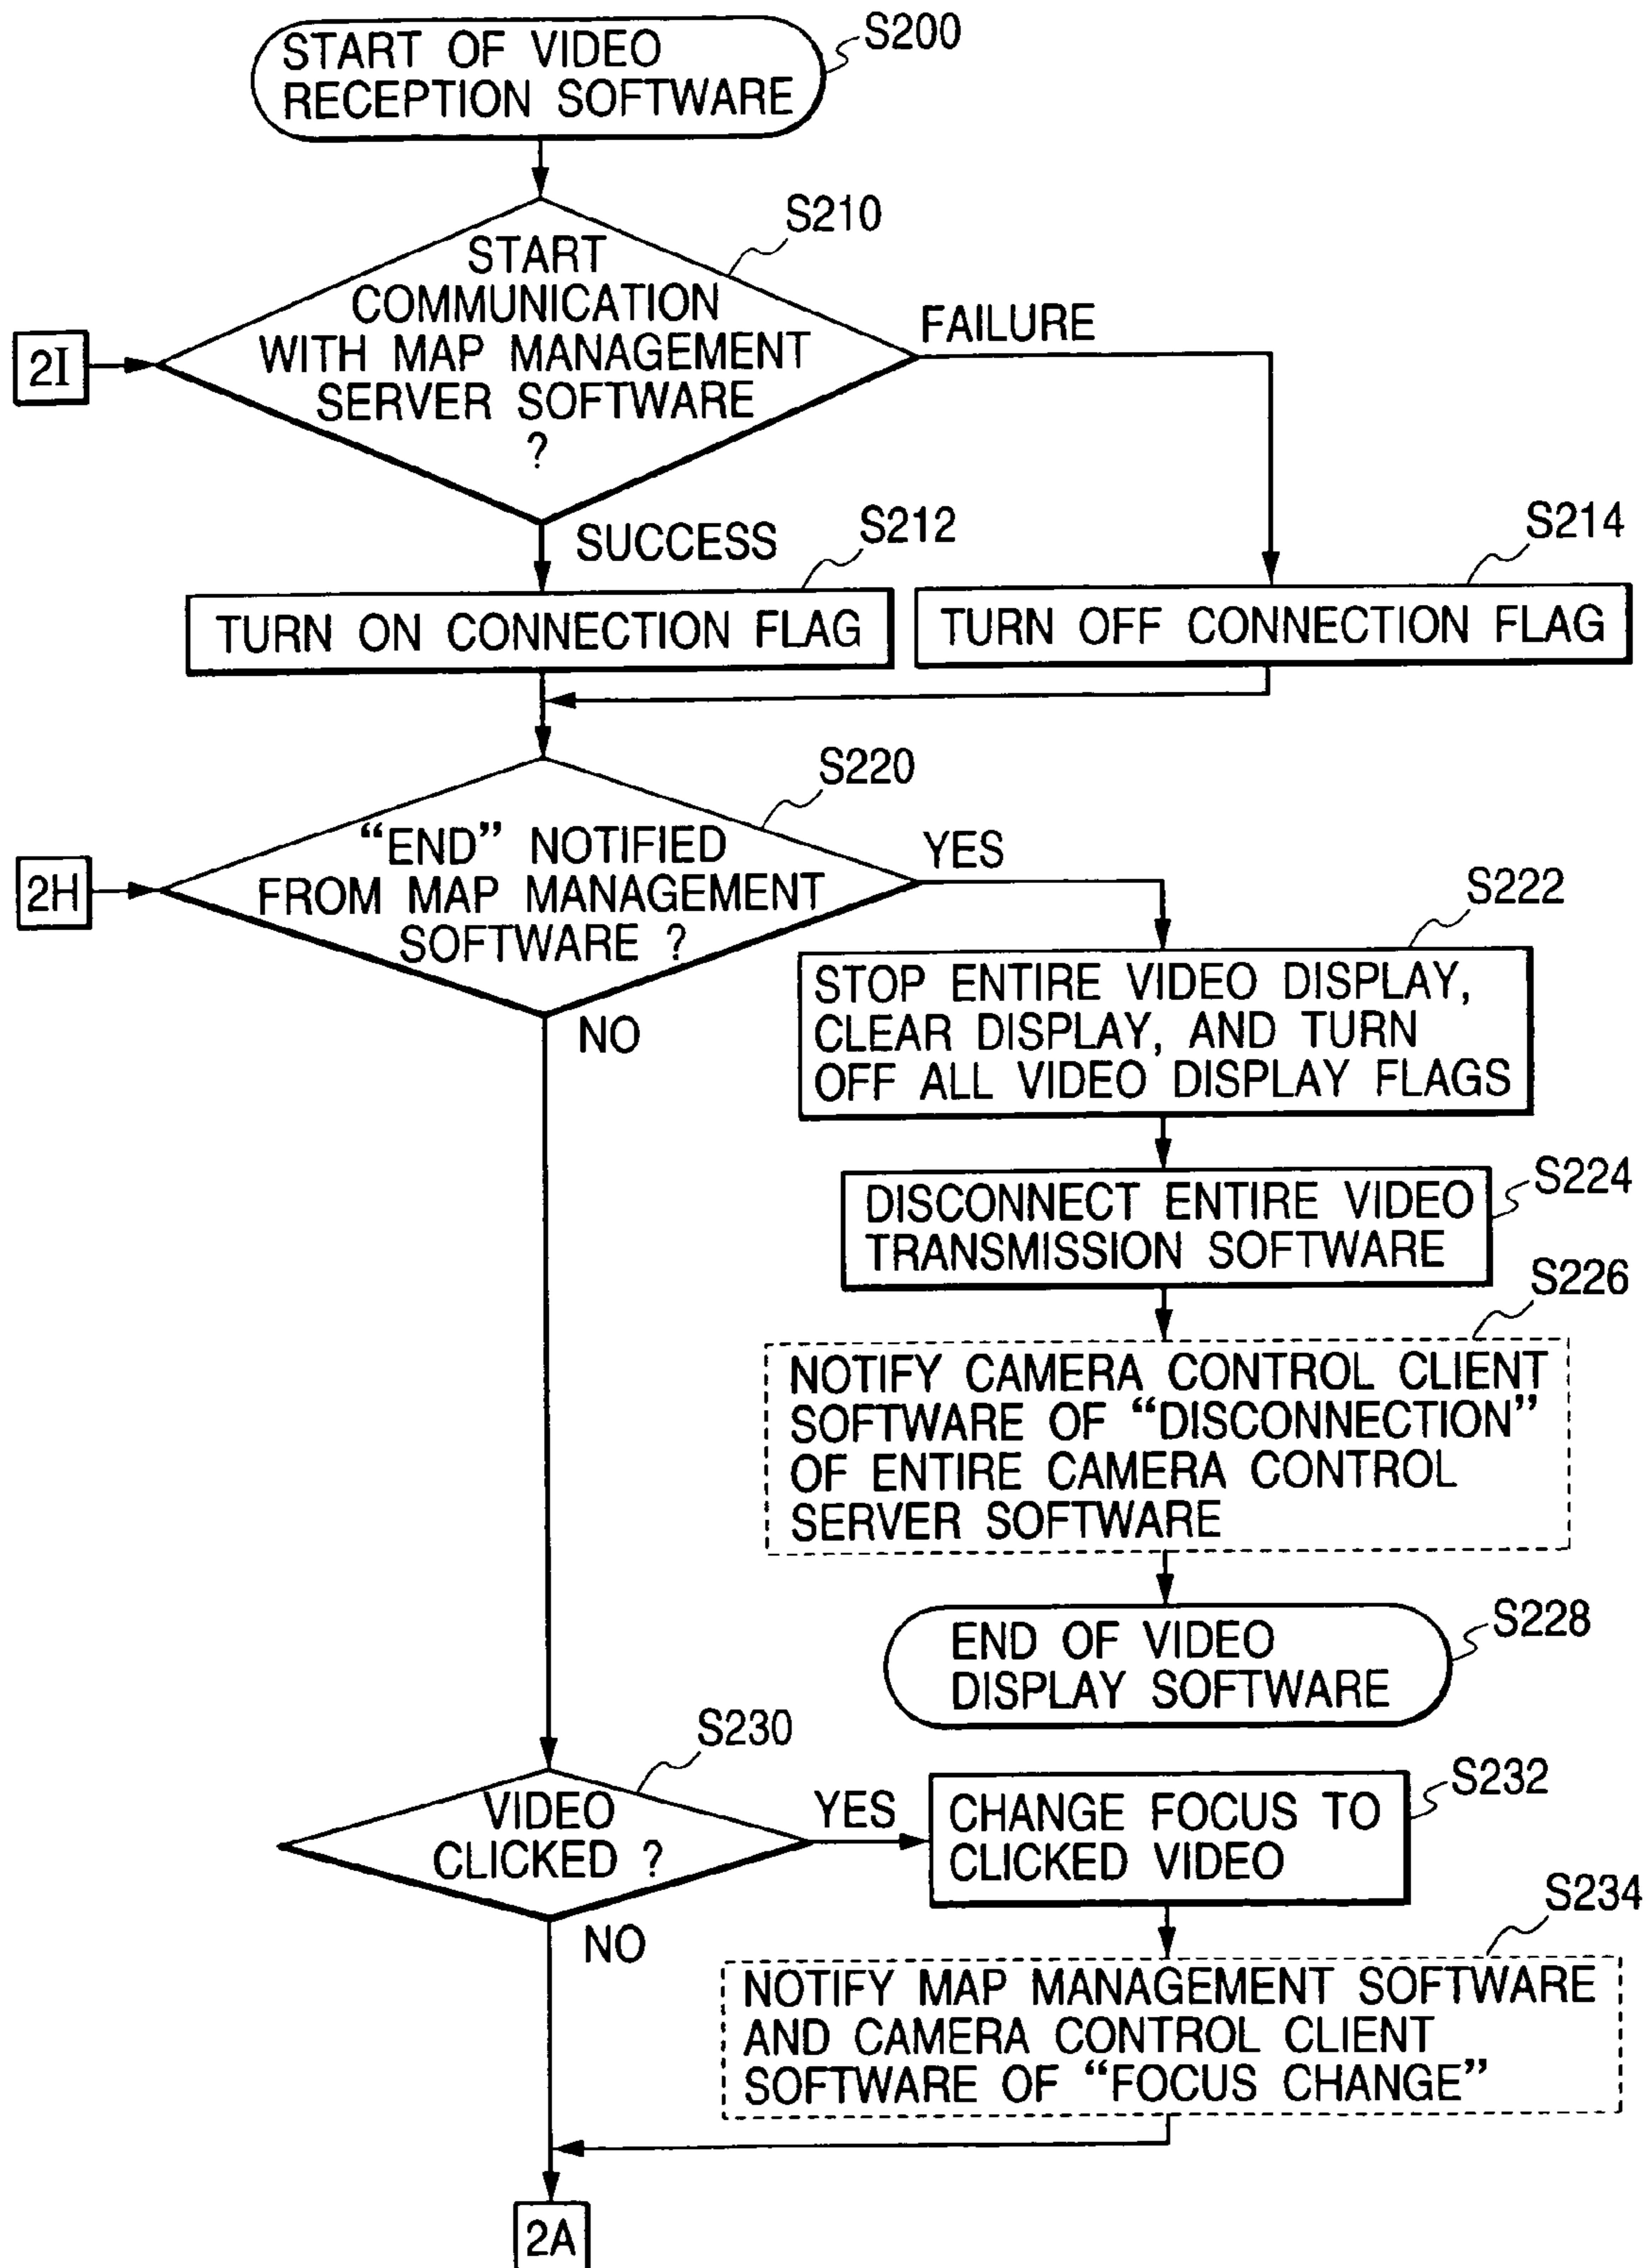 START OF VIDEO
RECEPTION SOFTWARE
S200
S210
START
COMMUNICATION
WITH MAP MANAGEMENT
SERVER SOFTWARE
?
2I
FAILURE
SUCCESS
S212
S214
TURN ON CONNECTION FLAG
TURN OFF CONNECTION FLAG
S220
“END” NOTIFIED
FROM MAP MANAGEMENT
SOFTWARE ?
2H
YES
NO
S222
STOP ENTIRE VIDEO DISPLAY,
CLEAR DISPLAY, AND TURN
OFF ALL VIDEO DISPLAY FLAGS
S224
DISCONNECT ENTIRE VIDEO
TRANSMISSION SOFTWARE
S226
NOTIFY CAMERA CONTROL CLIENT
SOFTWARE OF “DISCONNECTION”
OF ENTIRE CAMERA CONTROL
SERVER SOFTWARE
S228
END OF VIDEO
DISPLAY SOFTWARE
S230
VIDEO
CLICKED ?
YES
NO
S232
CHANGE FOCUS TO
CLICKED VIDEO
S234
NOTIFY MAP MANAGEMENT SOFTWARE
AND CAMERA CONTROL CLIENT
SOFTWARE OF “FOCUS CHANGE”
2A